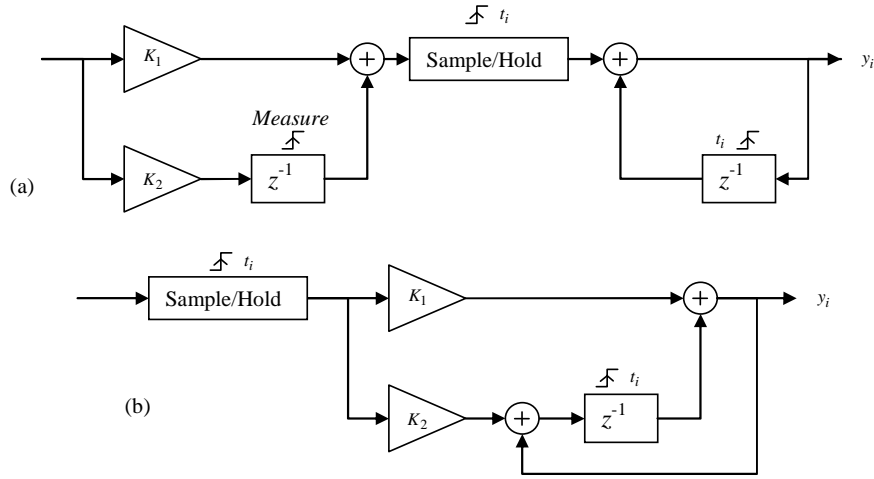 t_i
K_1
+
Sample/Hold
+
y_i
Measure
t_i
K_2
z^{-1}
z^{-1}
(a)
t_i
Sample/Hold
K_1
+
y_i
t_i
(b)
K_2
+
z^{-1}